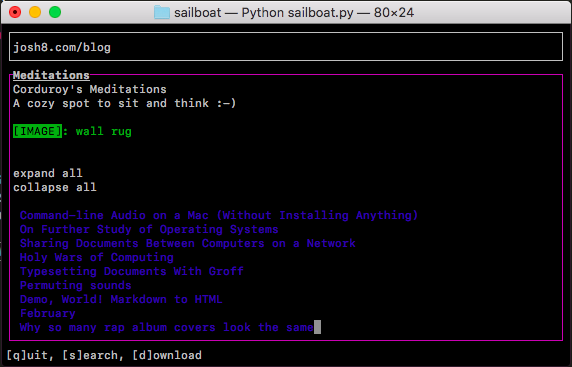 sailboat — Python sailboat.py — 80×24
josh8.com/blog
Meditations
Corduroy's Meditations
A cozy spot to sit and think :-)
[IMAGE]: wall rug
expand all
collapse all
Command-line Audio on a Mac (Without Installing Anything)
On Further Study of Operating Systems
Sharing Documents Between Computers on a Network
Holy Wars of Computing
Typesetting Documents With Groff
Permuting sounds
Demo, World! Markdown to HTML
February
Why so many rap album covers look the same
[q]uit, [s]earch, [d]ownload